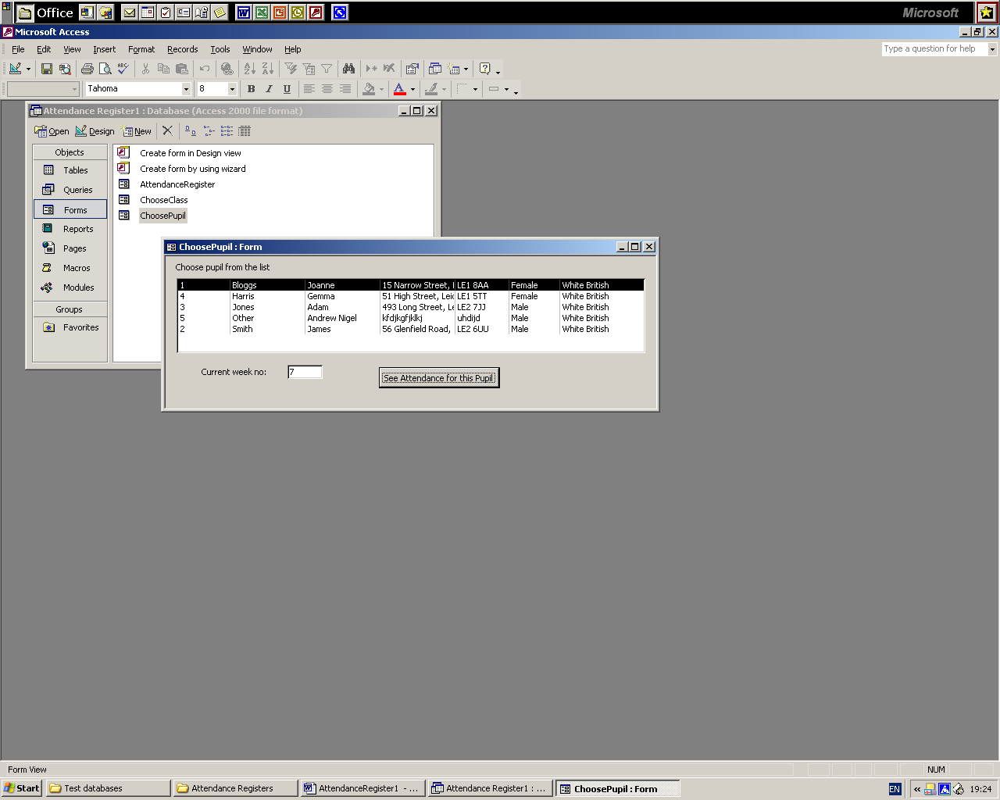 Office
Microsoft
Microsoft Access
File Edit View Insert Format Records Tools Window Help
Type a question for help
Tahoma 8 B I U
Attendance Register1 : Database (Access 2000 file format)
Open Design New
Objects
Tables
Queries
Forms
Reports
Pages
Macros
Modules
Groups
Favorites
Create form in Design view
Create form by using wizard
AttendanceRegister
ChooseClass
ChoosePupil
ChoosePupil : Form
Choose pupil from the list
1 Bloggs Joanne 15 Narrow Street, LE1 8AA Female White British
4 Harris Gemma 51 High Street, Lei LE1 5TT Female White British
3 Jones Adam 493 Long Street, Le LE2 7JJ Male White British
5 Other Andrew Nigel kfdjkgfjklkj uhdijd Male White British
2 Smith James 56 Glenfield Road, LE2 6UU Male White British
Current week no: 7
See Attendance for this Pupil
Form View
NUM
Start Test databases Attendance Registers AttendanceRegister1 - ... Attendance Register1 : ... ChoosePupil : Form EN « 19:24